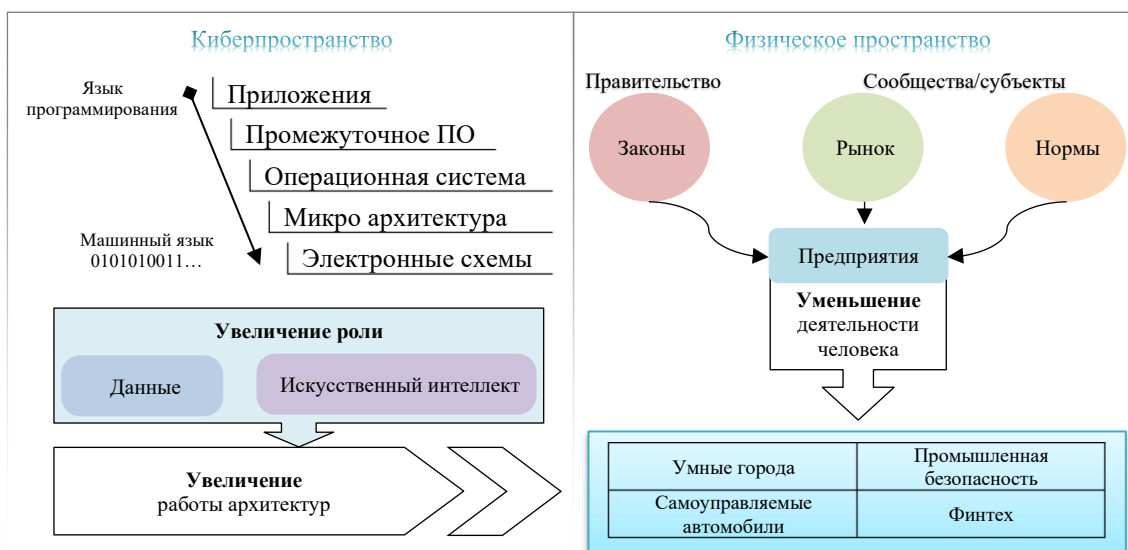 Киберпространство
Язык
программирования
Приложения
Промежуточное ПО
Операционная система
Микро архитектура
Электронные схемы
Машинный язык
0101010011…
Увеличение роли
Данные
Искусственный интеллект
Увеличение
работы архитектур
Физическое пространство
Правительство
Сообщества/субъекты
Законы
Рынок
Нормы
Предприятия
Уменьшение
деятельности
человека
Умные города
Промышленная
безопасность
Самоуправляемые
автомобили
Финтех